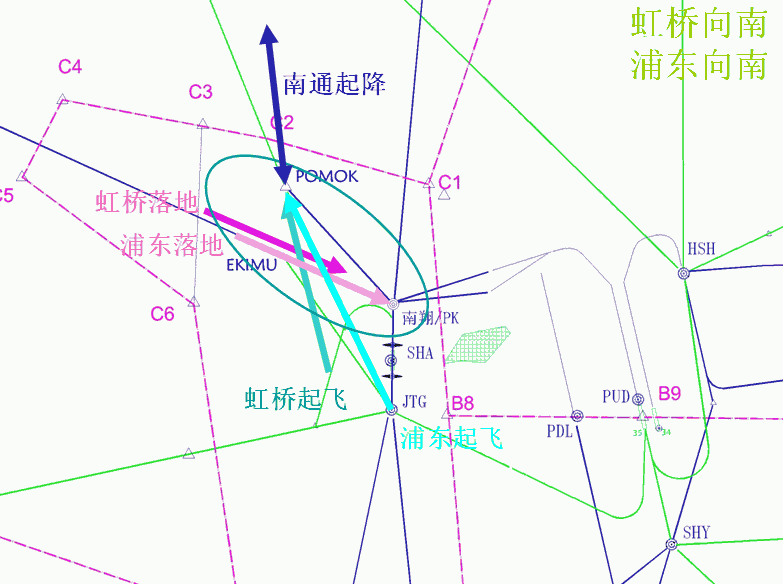 虹桥向南
浦东向南
C4
C3
南通起降
C2
POMOK
C1
C5
虹桥落地
浦东落地
EKIMU
HSH
C6
南翔/PK
SHA
虹桥起飞
JTG
B8
PUD
B9
浦东起飞
PDL
35
34
SHY